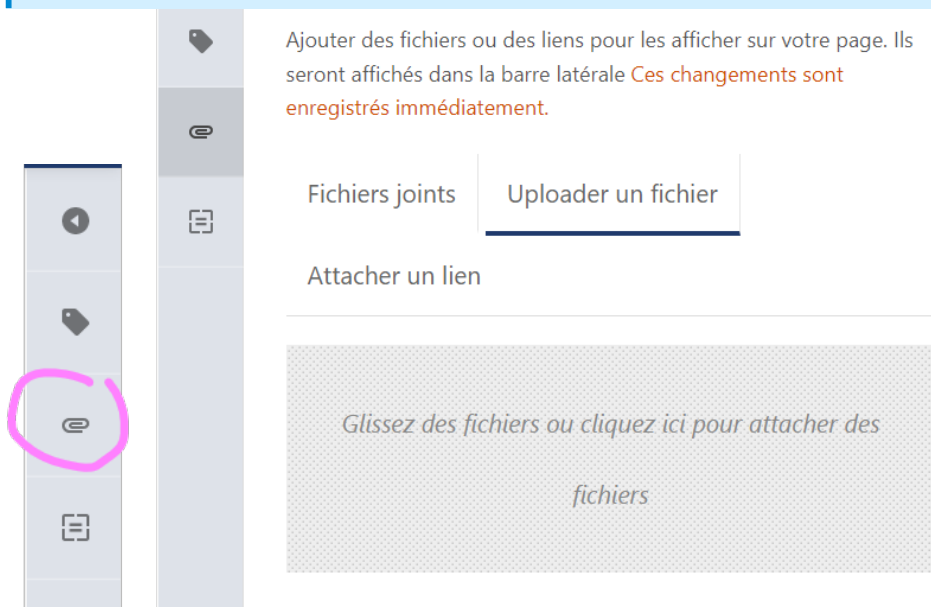 Ajouter des fichiers ou des liens pour les afficher sur votre page. Ils
seront affichés dans la barre latérale Ces changements sont
enregistrés immédiatement.
Fichiers joints
Uploader un fichier
Attacher un lien
Glissez des fichiers ou cliquez ici pour attacher des
fichiers